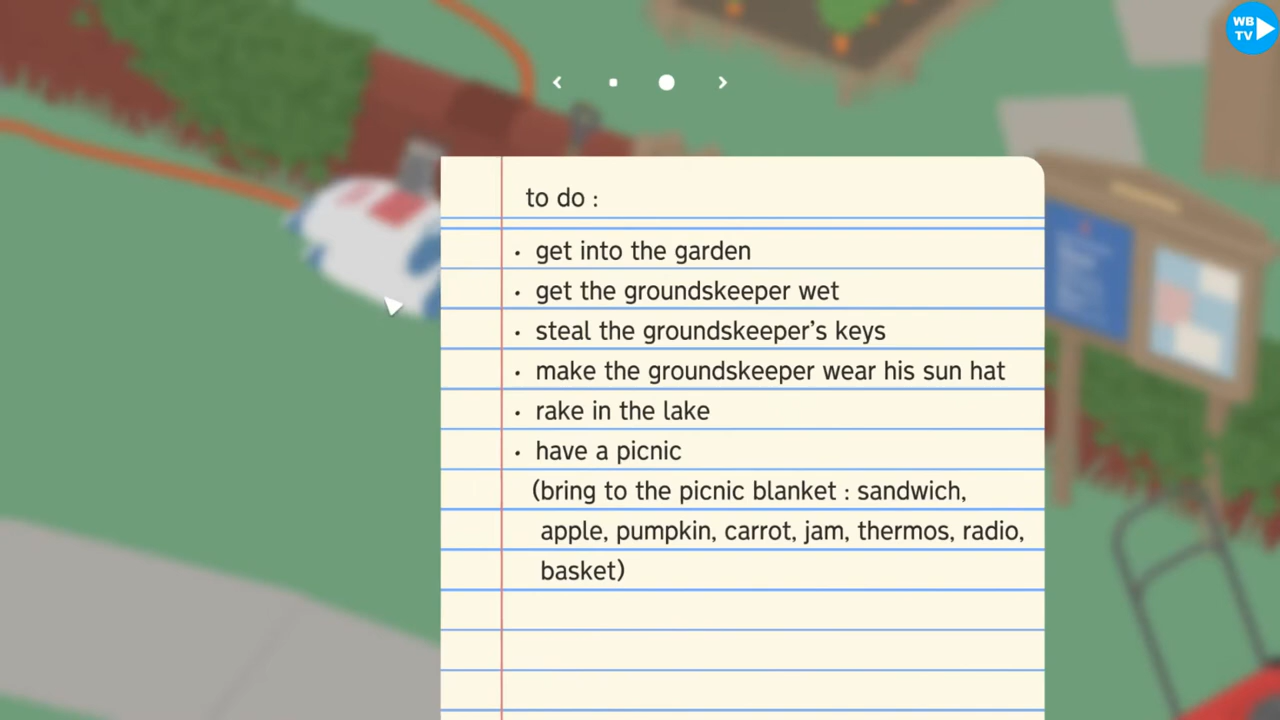 WB
TV
to do :
• get into the garden
• get the groundskeeper wet
• steal the groundskeeper’s keys
• make the groundskeeper wear his sun hat
• rake in the lake
• have a picnic
(bring to the picnic blanket : sandwich,
apple, pumpkin, carrot, jam, thermos, radio,
basket)